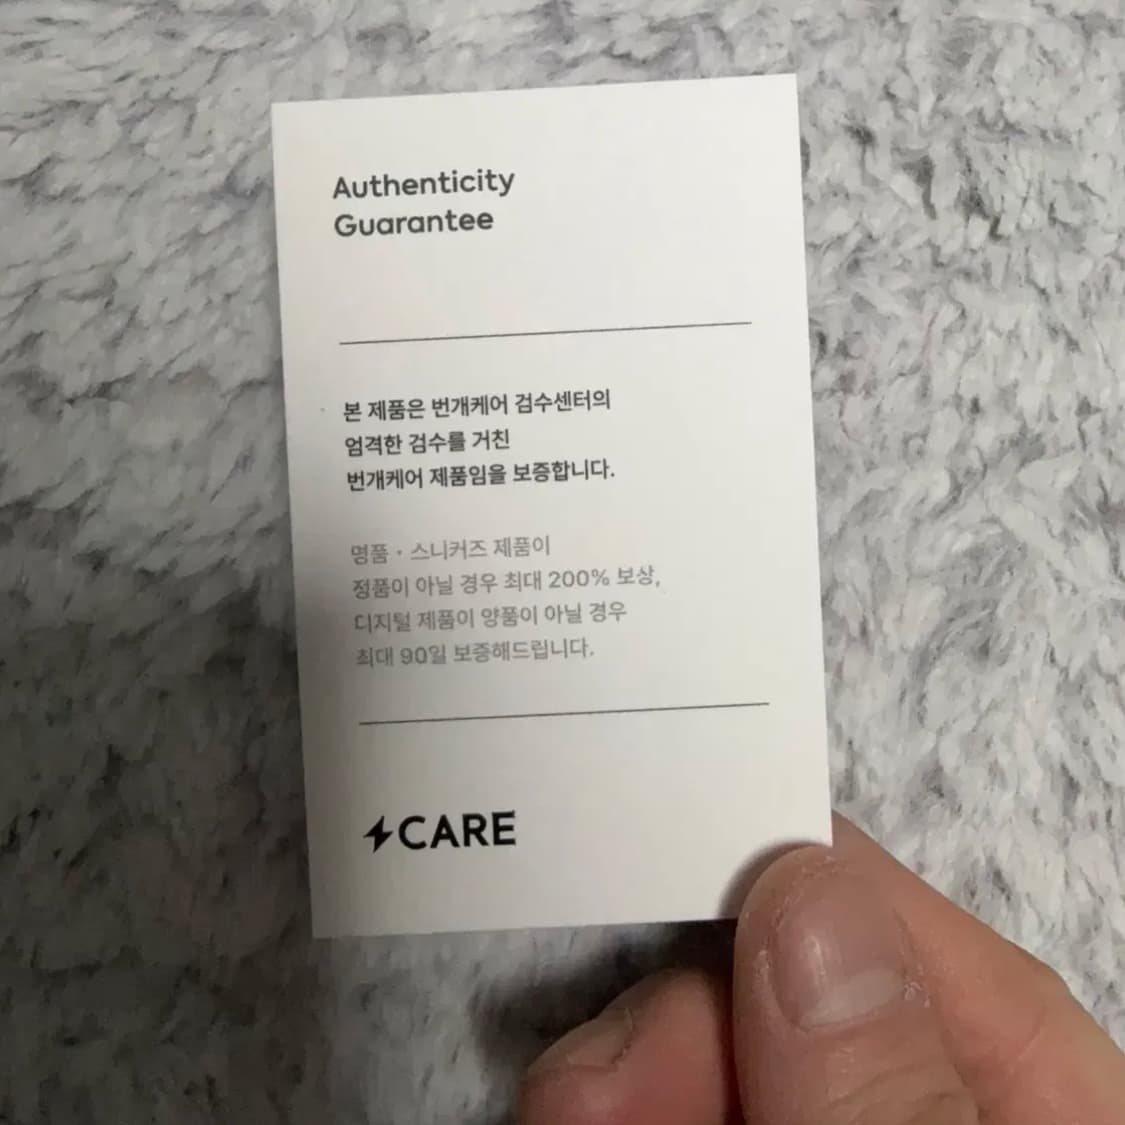 Authenticity
Guarantee
본 제품은 번개케어 검수센터의
엄격한 검수를 거친
번개케어 제품임을 보증합니다.
명품 · 스니커즈 제품이
정품이 아닐 경우 최대 200% 보상,
디지털 제품이 양품이 아닐 경우
최대 90일 보증해드립니다.
CARE